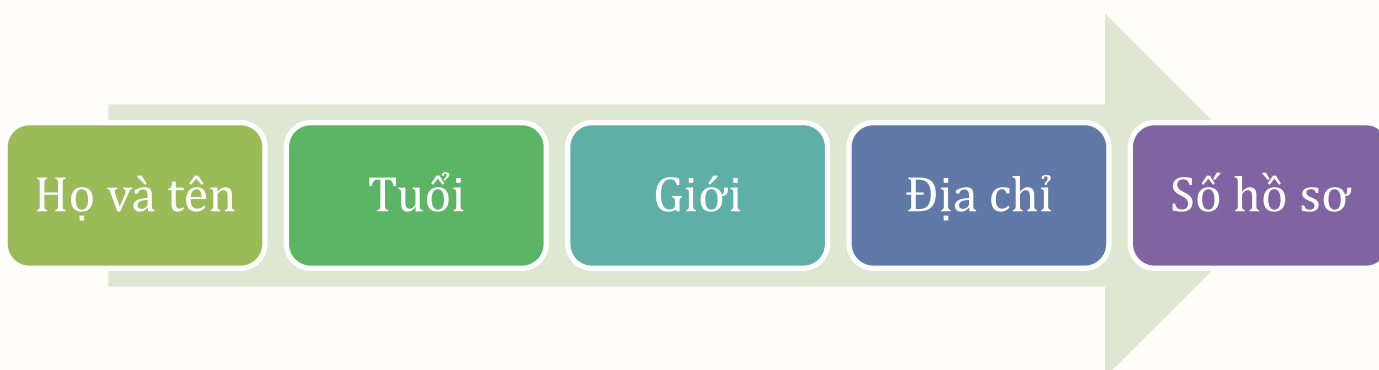 Họ và tên
Tuổi
Giới
Địa chỉ
Số hồ sơ